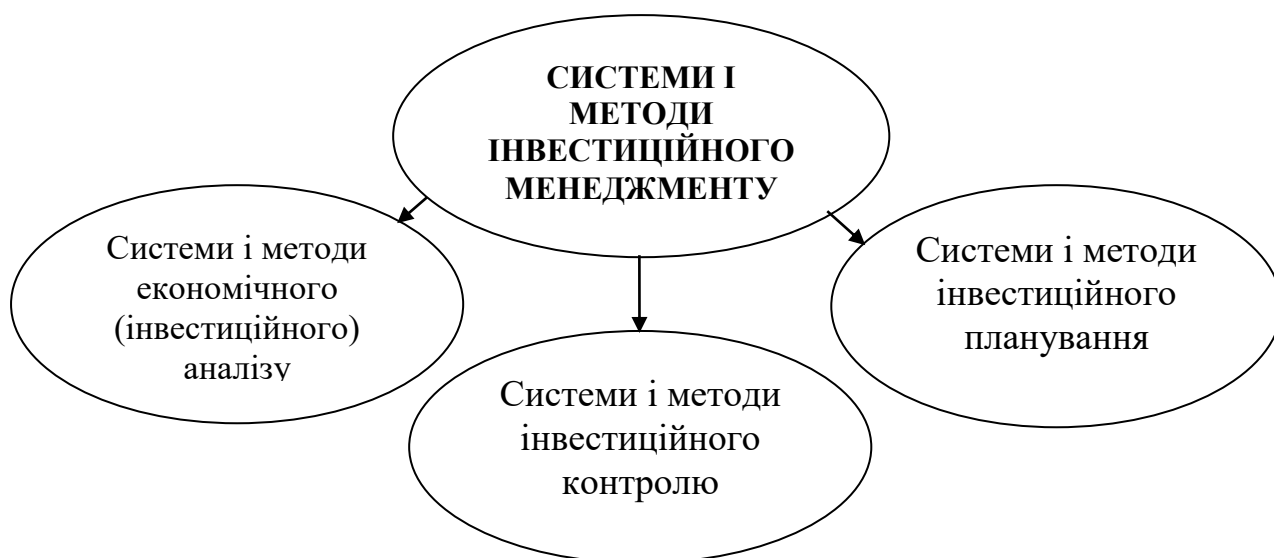 СИСТЕМИ І
МЕТОДИ
ІНВЕСТИЦІЙНОГО
МЕНЕДЖМЕНТУ
Системи і методи
економічного
(інвестиційного)
аналізу
Системи і методи
інвестиційного
контролю
Системи і методи
інвестиційного
планування